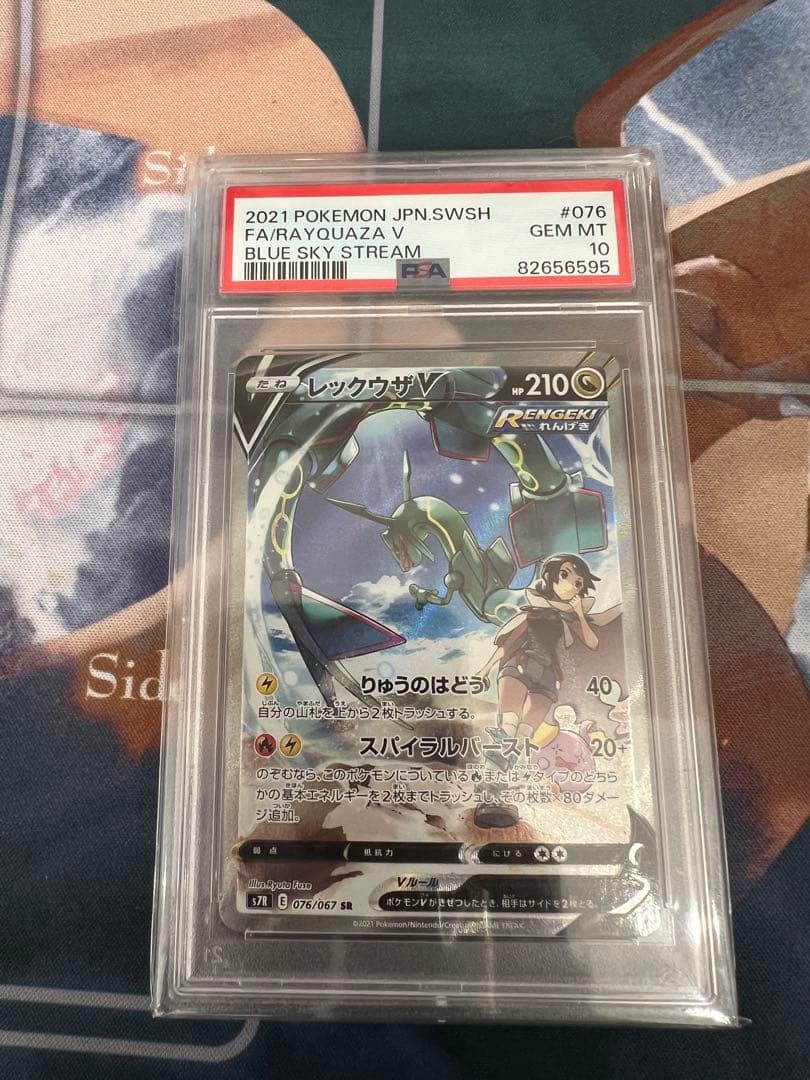 Sid
2021 POKEMON JPN.SWSH #076
FA/RAYQUAZA V GEM MT
BLUE SKY STREAM 10
PSA 82656595
たね レックウザV HP 210
RENGEKI
れんげき
りゅうのはどう 40
自分の山札を上から2枚トラッシュする。
スパイラルバースト 20+
のぞむなら、このポケモンについている または タイプのどちら
かの基本エネルギーを2枚までトラッシュし、その枚数×80ダメー
ジ追加。
Sid
弱点 抵抗力 にげる
Illus. Ryuta Fuse
Vルール
s7R E 076/067 SR
ポケモンVがきぜつしたとき、相手はサイドを2枚とる。
©2021 Pokémon/Nintendo/Creatures/GAME FREAK.